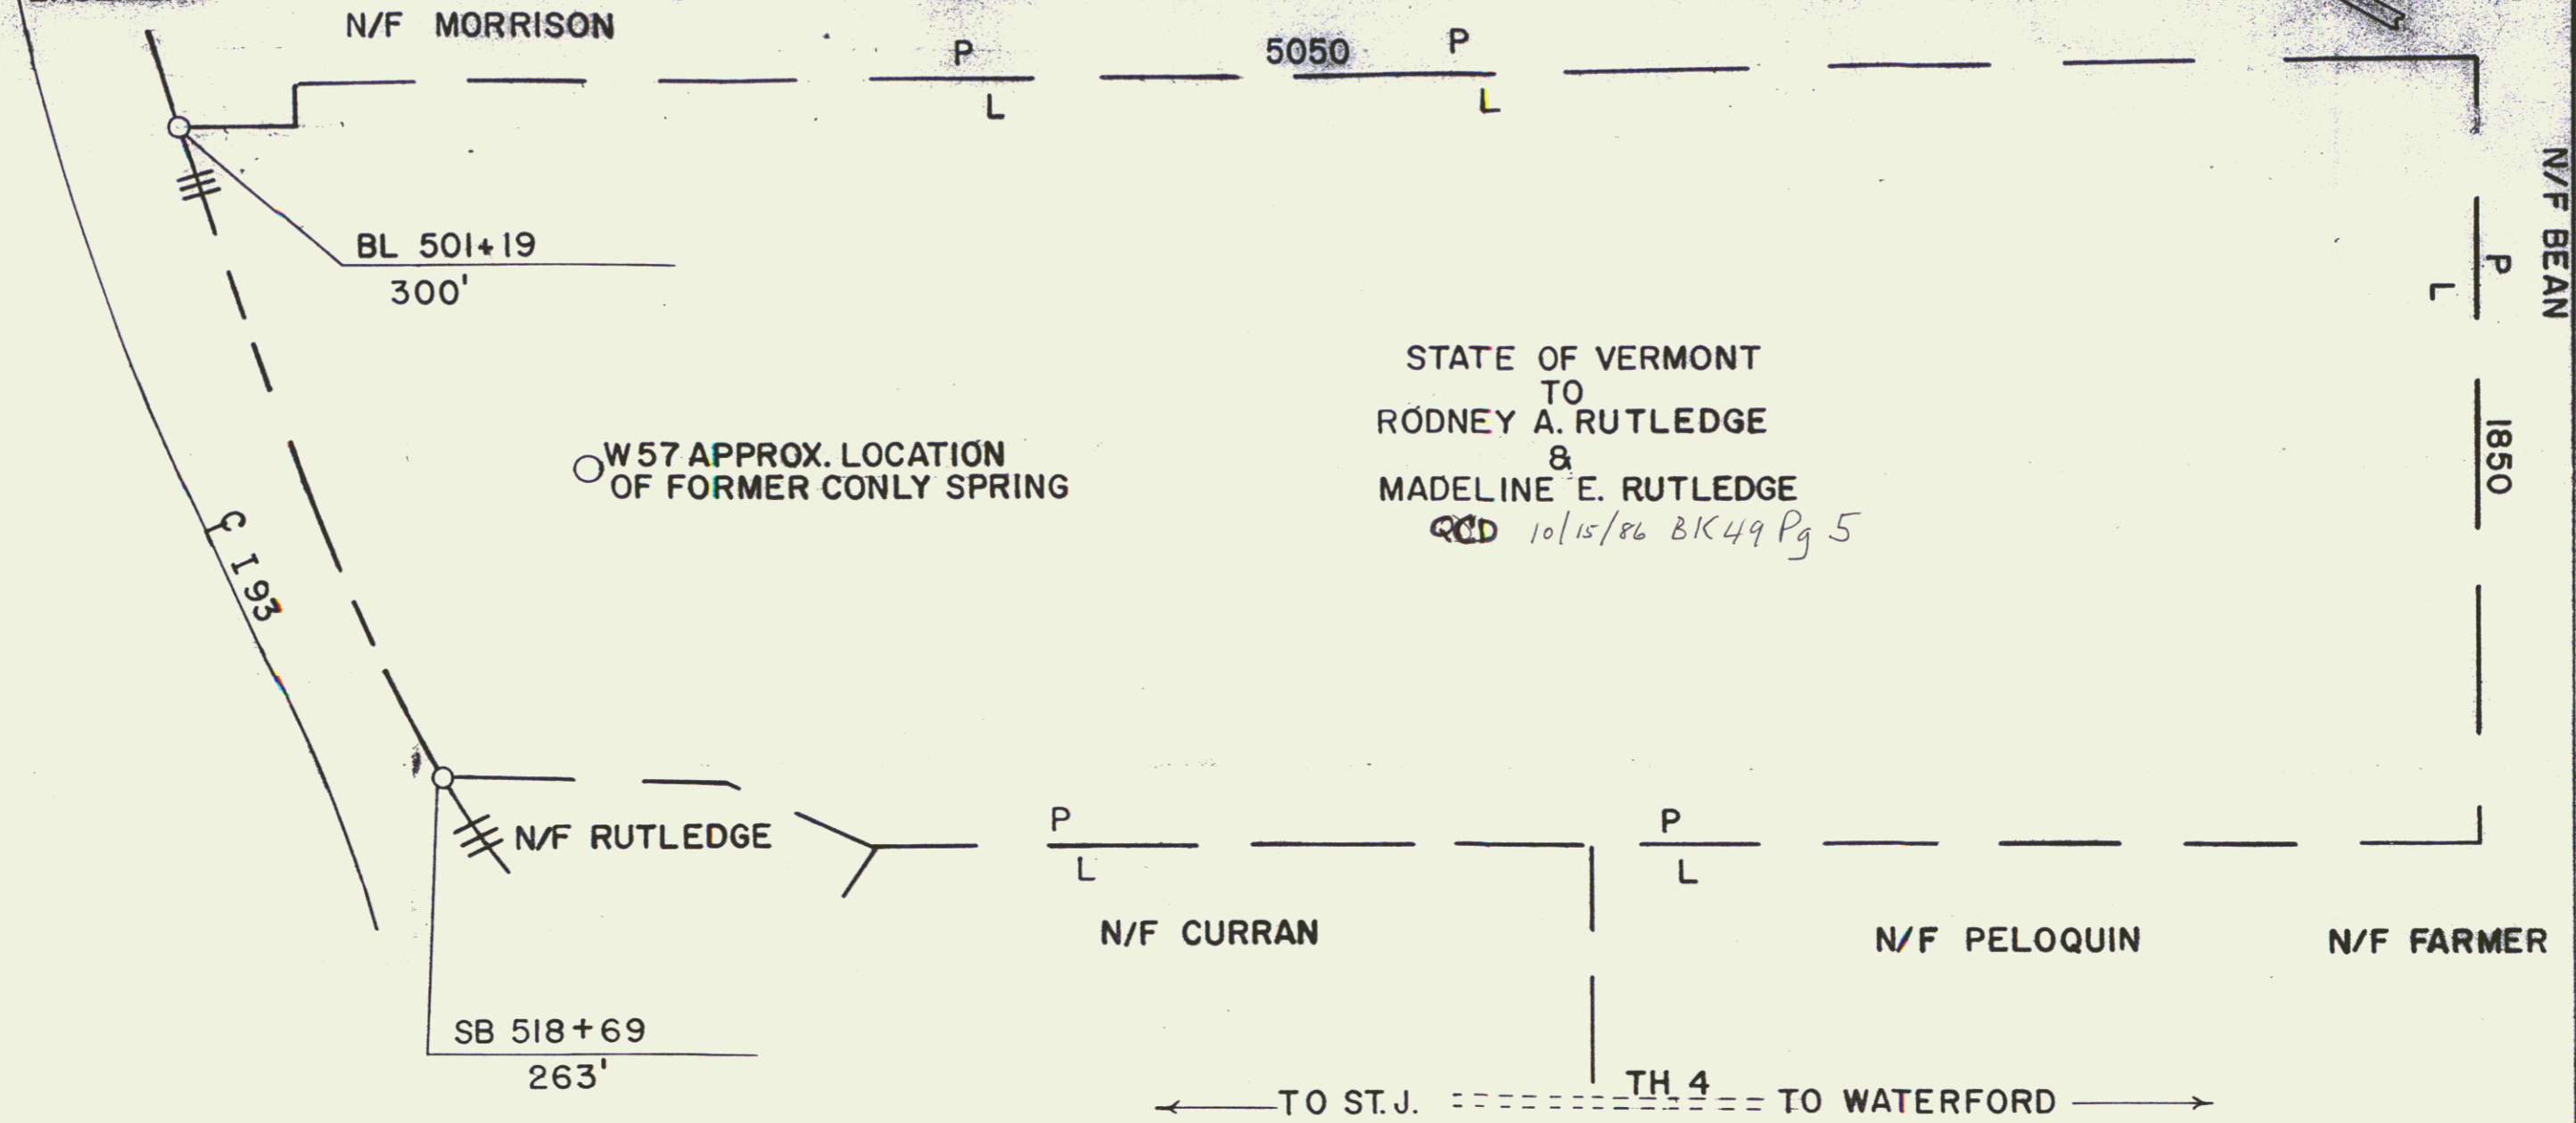 N/F MORRISON
P
L
5050
P
L
N/F BEAN
P
L
1850
BL 501+19
300'
STATE OF VERMONT
TO
RODNEY A. RUTLEDGE
&
MADELINE E. RUTLEDGE
QCD 10/15/86 BK49 Pg 5
W57 APPROX. LOCATION
OF FORMER CONLY SPRING
℄ I 93
N/F RUTLEDGE
P
L
P
L
N/F CURRAN
N/F PELOQUIN
N/F FARMER
SB 518+69
263'
TO ST. J.
TH 4
TO WATERFORD